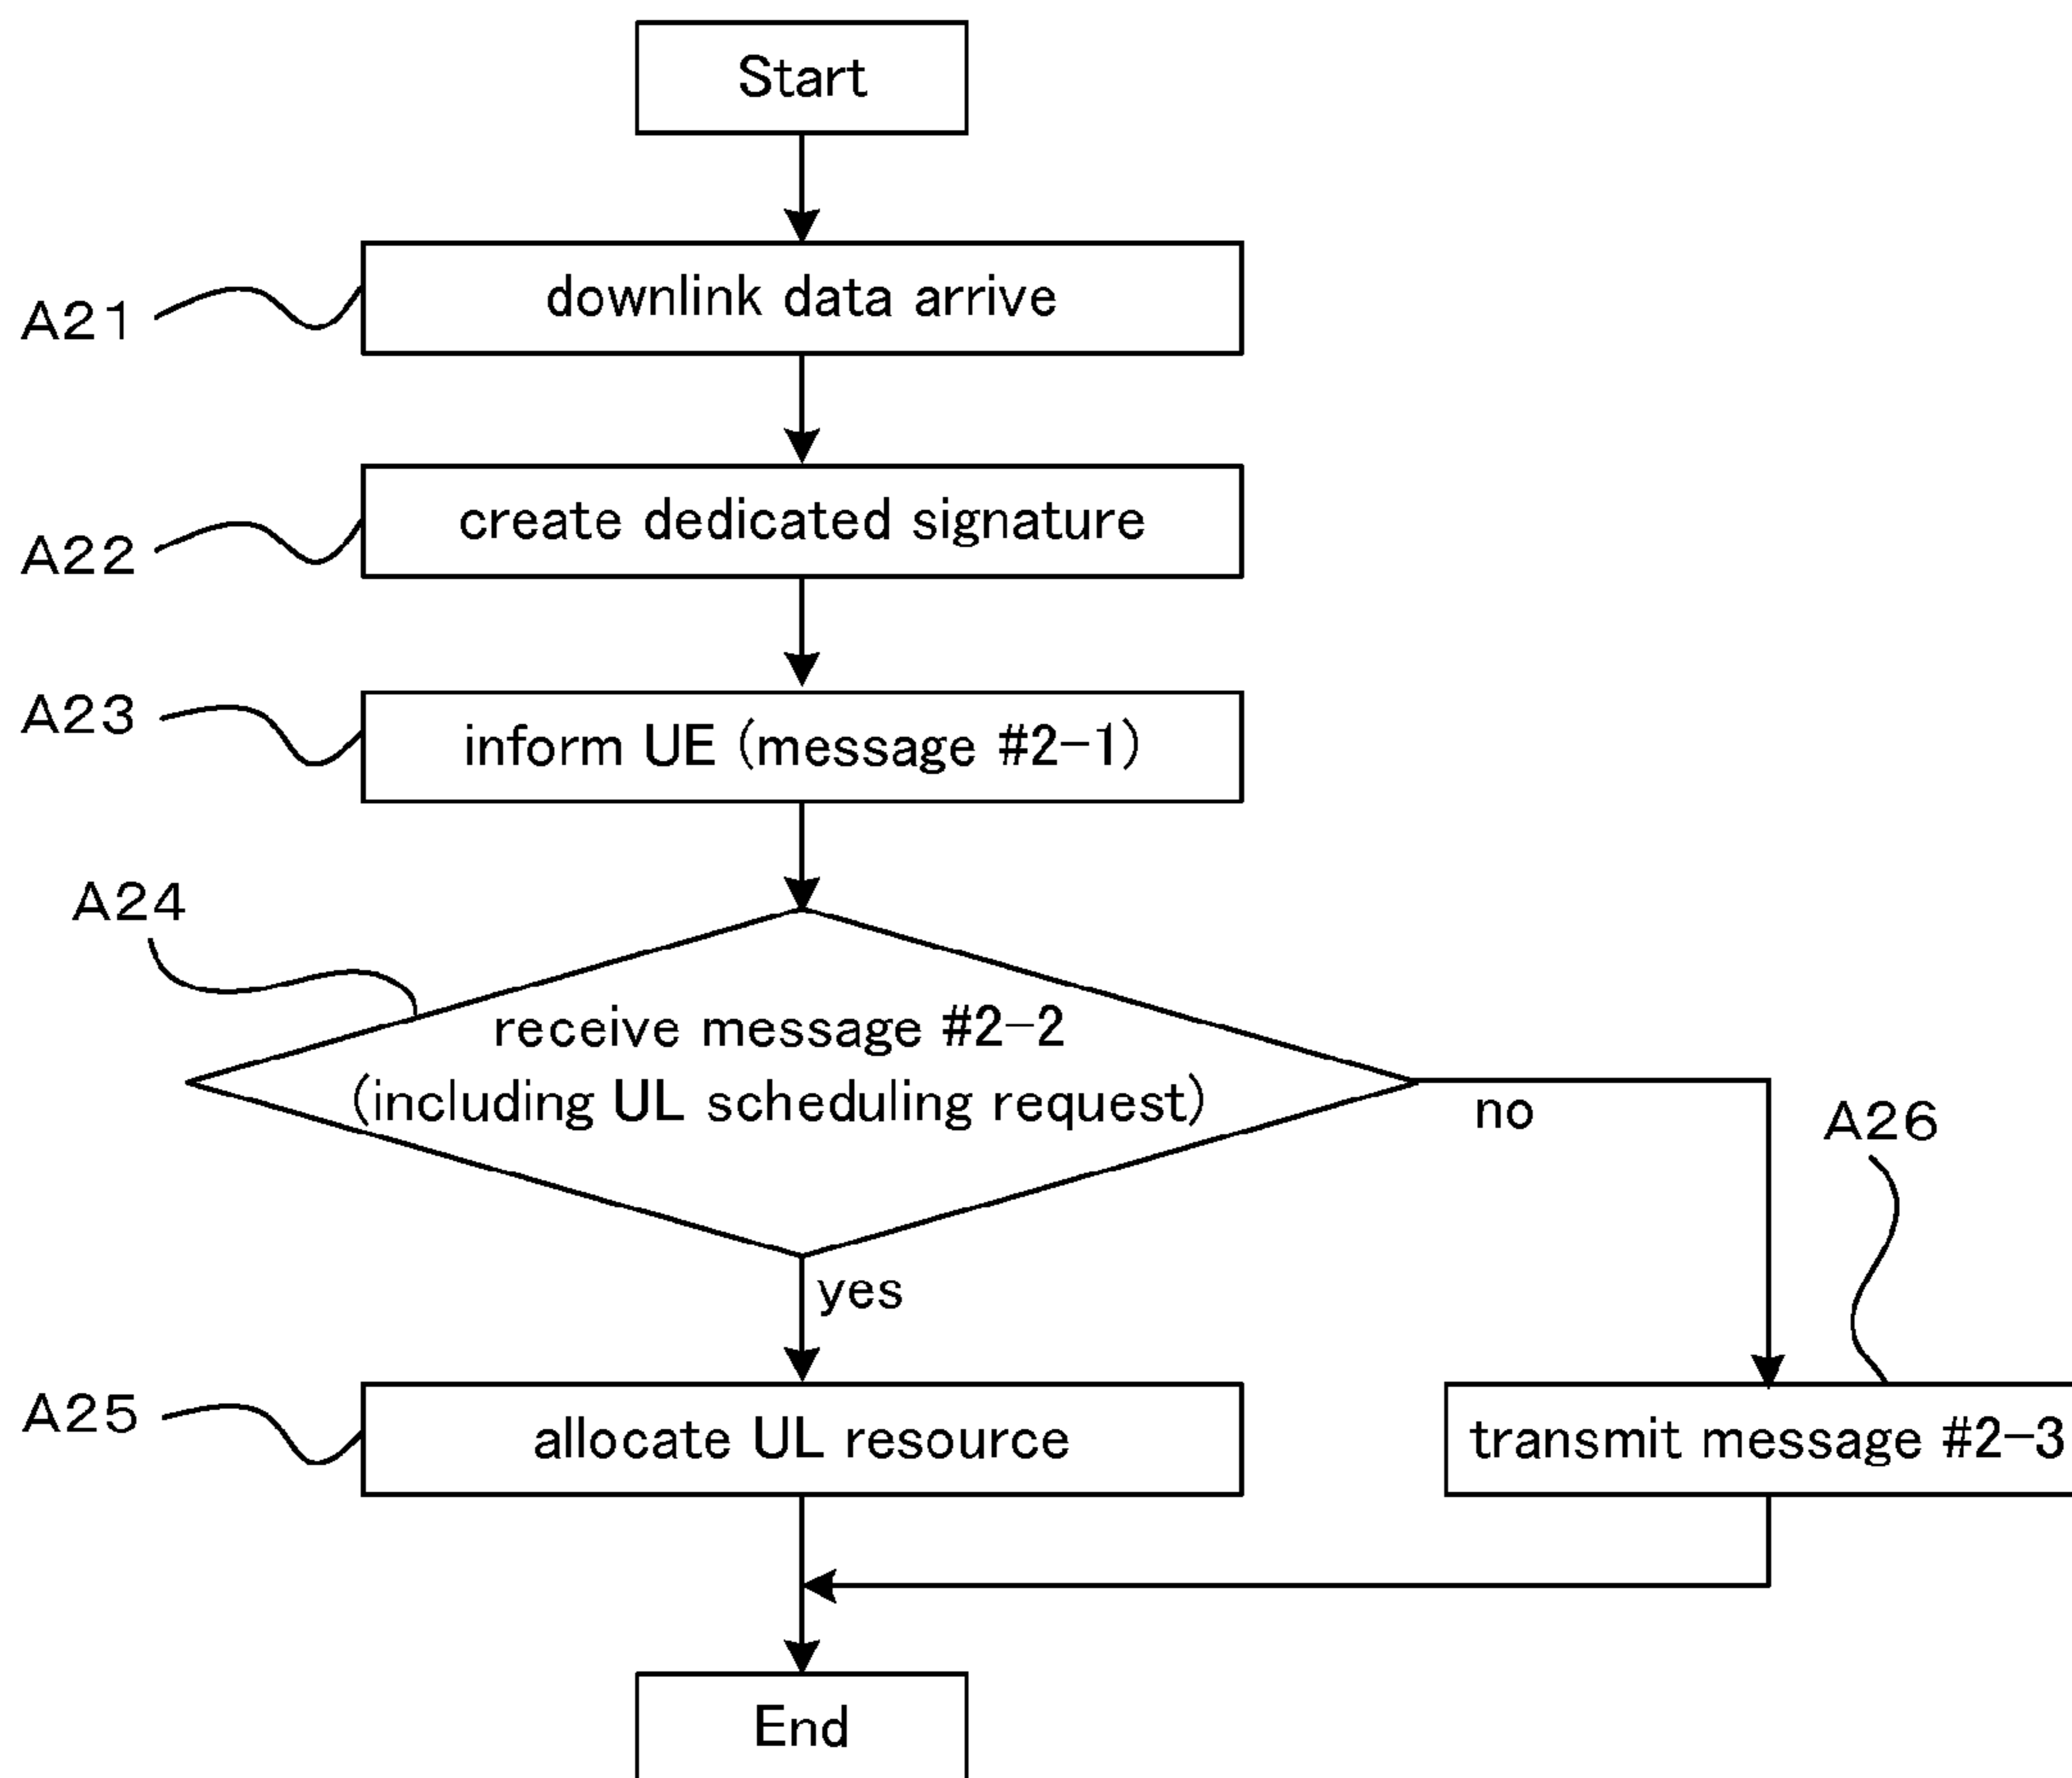 Start
A21
downlink data arrive
A22
create dedicated signature
A23
inform UE (message #2-1)
A24
receive message #2-2
(including UL scheduling request)
no
A26
yes
A25
allocate UL resource
transmit message #2-3
End